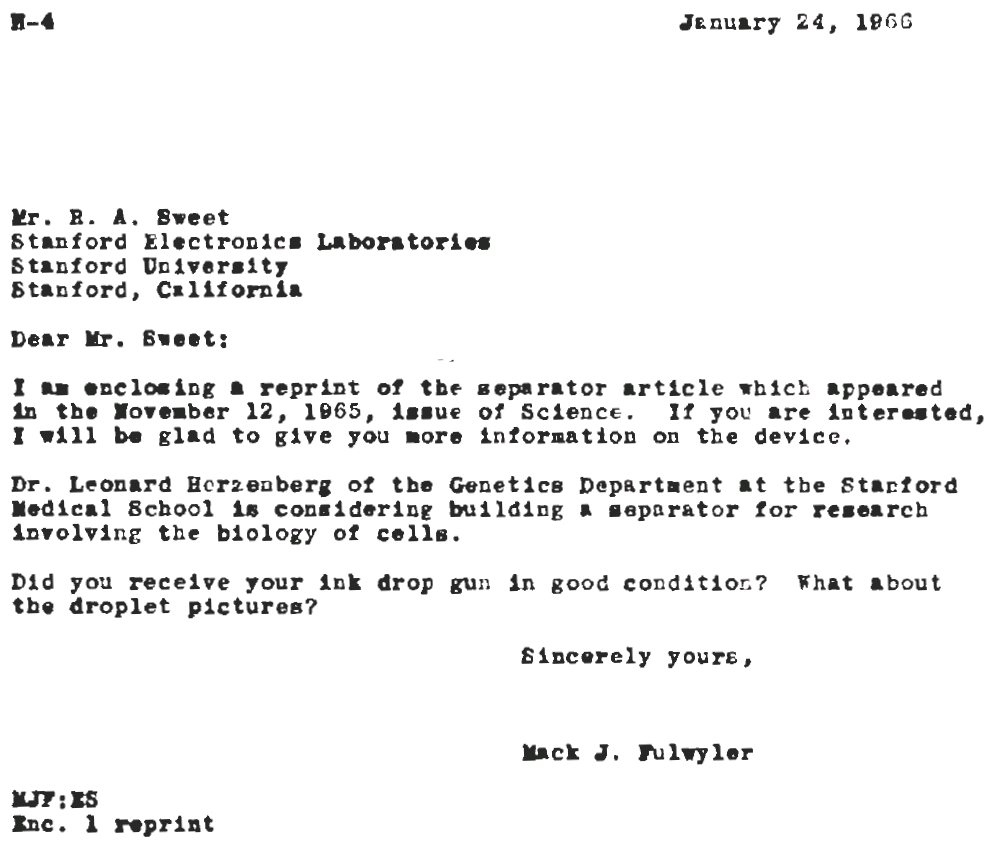 H-4 January 24, 1966
Mr. R. A. Sweet
Stanford Electronics Laboratories
Stanford University
Stanford, California
Dear Mr. Sweet:
I am enclosing a reprint of the separator article which appeared
in the November 12, 1965, issue of Science. If you are interested,
I will be glad to give you more information on the device.
Dr. Leonard Herzenberg of the Genetics Department at the Stanford
Medical School is considering building a separator for research
involving the biology of cells.
Did you receive your ink drop gun in good condition? What about
the droplet pictures?
Sincerely yours,
Mack J. Fulwyler
MJF:ES
Enc. 1 reprint